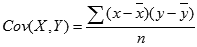 Cov(X,Y) = ∑(x-x̅)(y-y̅) / n